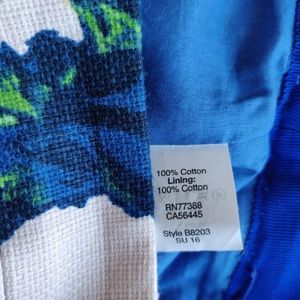 100% Cotton
Lining:
100% Cotton
RN77388
CA56445
Style B8203
SU 16